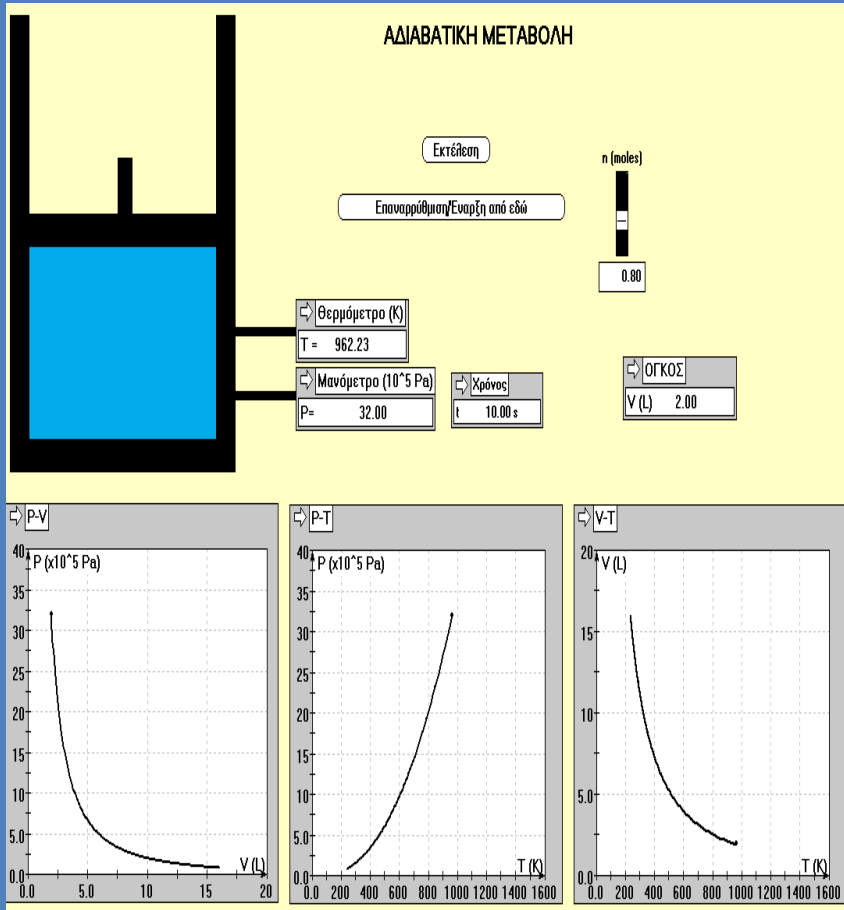 ΑΔΙΑΒΑΤΙΚΗ ΜΕΤΑΒΟΛΗ
Εκτέλεση
n (moles)
Επαναρρύθμιση/Έναρξη από εδώ
0.80
Θερμόμετρο (K)
T = 962.23
Μανόμετρο (10^5 Pa)
P= 32.00
Χρόνος
t 10.00 s
ΟΓΚΟΣ
V (L) 2.00
P-V
P (x10^5 Pa)
40
35
30
25
20
15
10
5.0
0.0
V (L)
0.0 5.0 10 15 20
P-T
P (x10^5 Pa)
40
35
30
25
20
15
10
5.0
0.0
T (K)
0.0 200 400 600 800 1000 1200 1400 1600
V-T
V (L)
20
15
10
5.0
0.0
T (K)
0.0 200 400 600 800 1000 1200 1400 1600